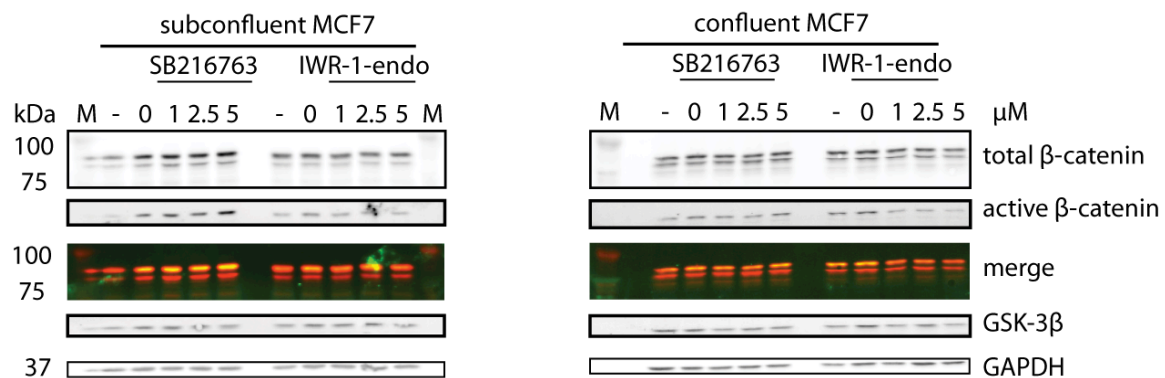 subconfluent MCF7
SB216763 IWR-1-endo
kDa M - 0 1 2.5 5 - 0 1 2.5 5 M
100
75
100
75
37
confluent MCF7
SB216763 IWR-1-endo
M - 0 1 2.5 5 - 0 1 2.5 5 μM
total β-catenin
active β-catenin
merge
GSK-3β
GAPDH